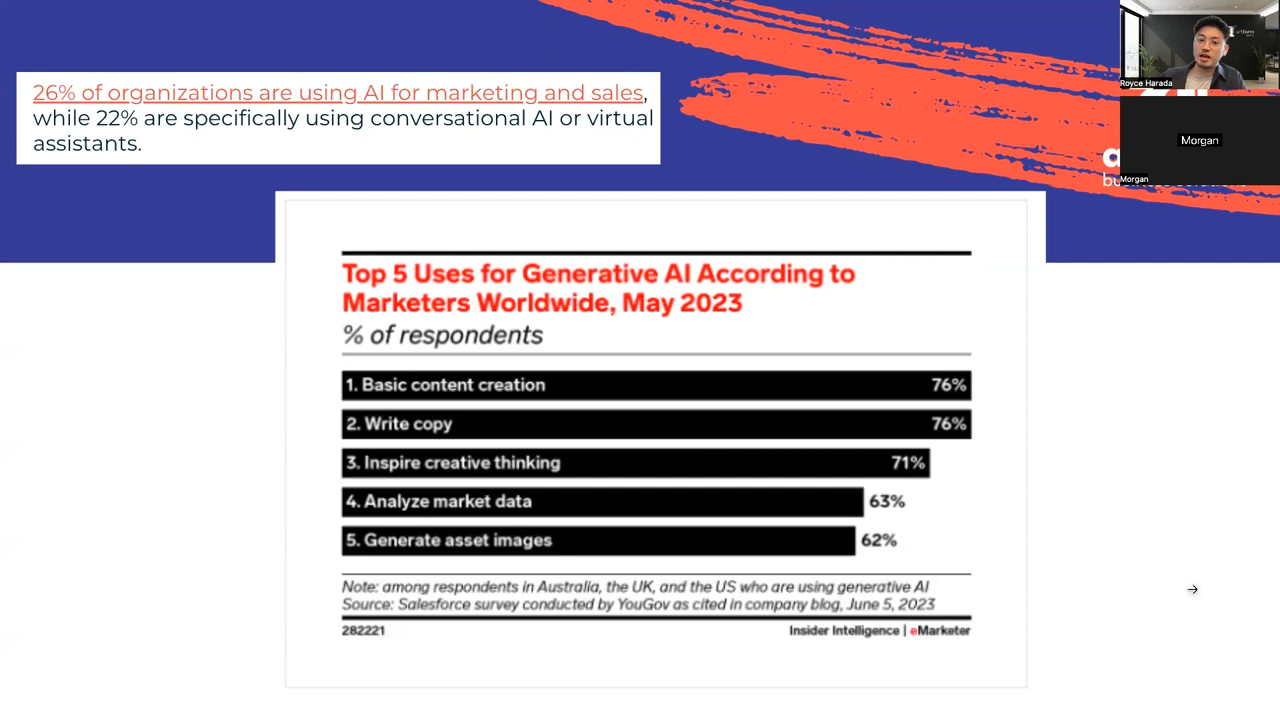 26% of organizations are using AI for marketing and sales,
while 22% are specifically using conversational AI or virtual
assistants.
Royce Harada
Morgan
Morgan
Top 5 Uses for Generative AI According to
Marketers Worldwide, May 2023
% of respondents
1. Basic content creation 76%
2. Write copy 76%
3. Inspire creative thinking 71%
4. Analyze market data 63%
5. Generate asset images 62%
Note: among respondents in Australia, the UK, and the US who are using generative AI
Source: Salesforce survey conducted by YouGov as cited in company blog, June 5, 2023
282221 Insider Intelligence | eMarketer